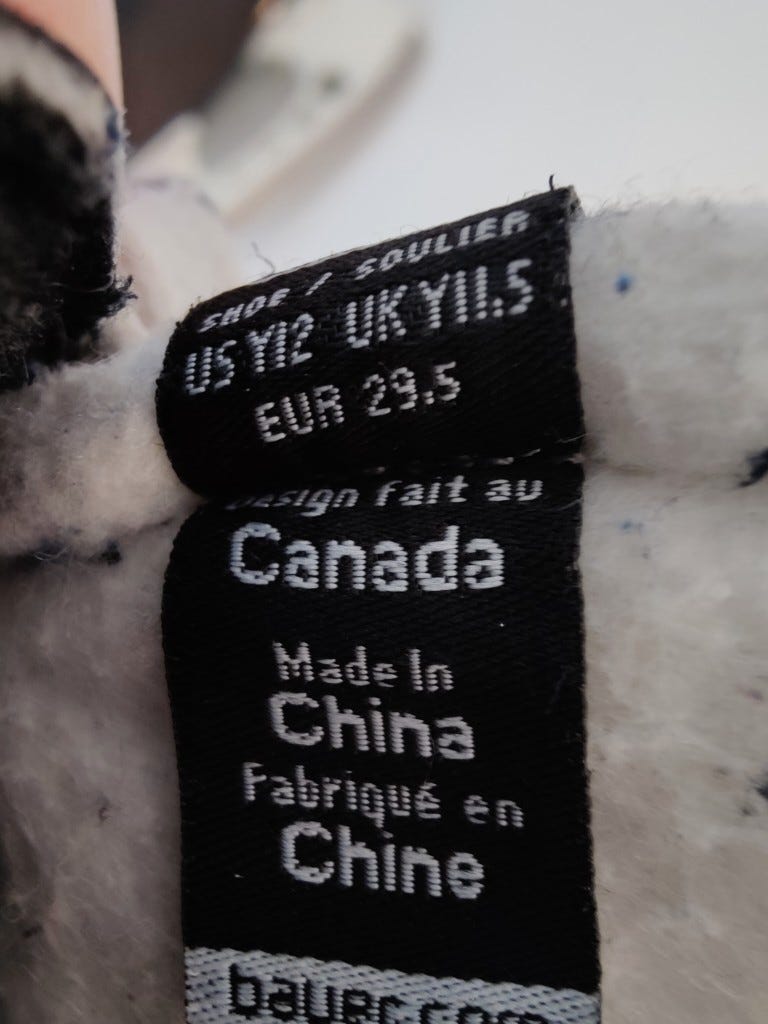 SHOE / SOULIER
US Y12 UK Y11.5
EUR 29.5
Design fait au
Canada
Made In
China
Fabriqué en
Chine